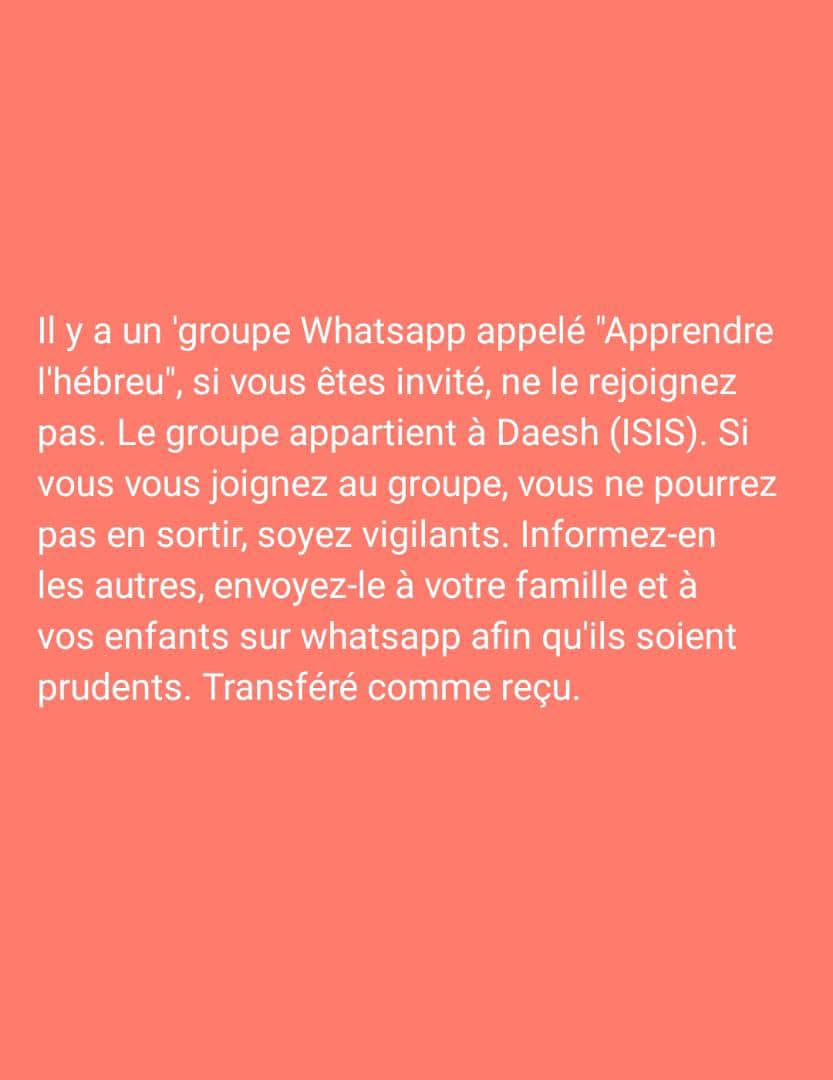 Il y a un 'groupe Whatsapp appelé "Apprendre
l'hébreu", si vous êtes invité, ne le rejoignez
pas. Le groupe appartient à Daesh (ISIS). Si
vous vous joignez au groupe, vous ne pourrez
pas en sortir, soyez vigilants. Informez-en
les autres, envoyez-le à votre famille et à
vos enfants sur whatsapp afin qu'ils soient
prudents. Transféré comme reçu.